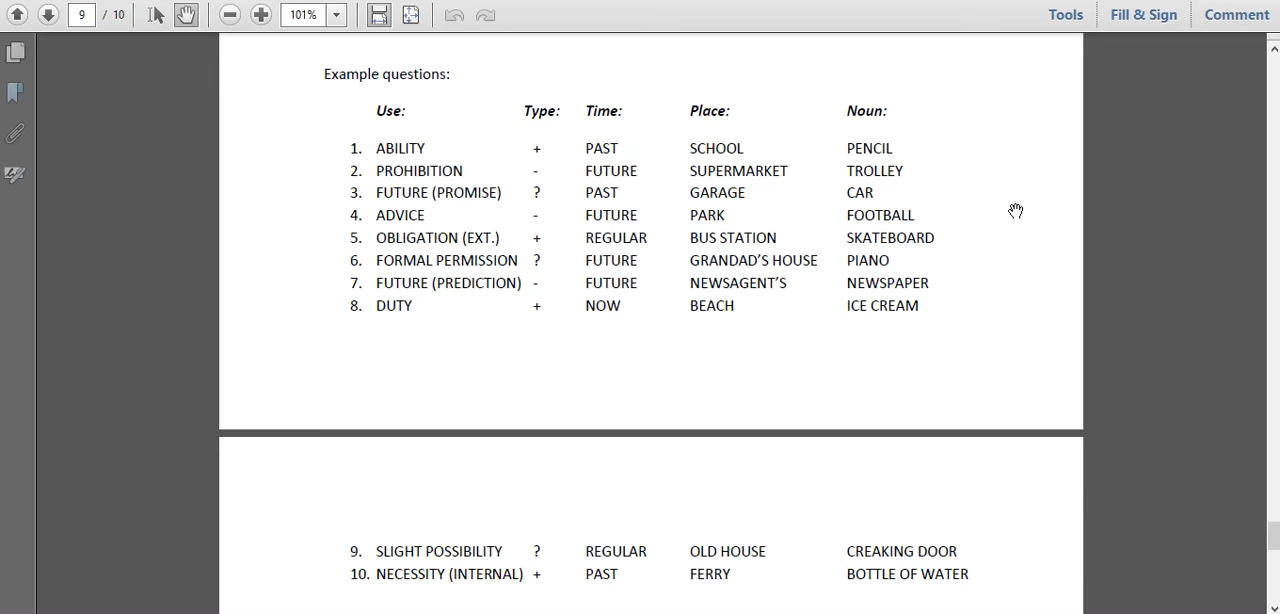 9 / 10 101% Tools Fill & Sign Comment
Example questions:
Use: Type: Time: Place: Noun:
1. ABILITY + PAST SCHOOL PENCIL
2. PROHIBITION - FUTURE SUPERMARKET TROLLEY
3. FUTURE (PROMISE) ? PAST GARAGE CAR
4. ADVICE - FUTURE PARK FOOTBALL
5. OBLIGATION (EXT.) + REGULAR BUS STATION SKATEBOARD
6. FORMAL PERMISSION ? FUTURE GRANDAD'S HOUSE PIANO
7. FUTURE (PREDICTION) - FUTURE NEWSAGENT'S NEWSPAPER
8. DUTY + NOW BEACH ICE CREAM
9. SLIGHT POSSIBILITY ? REGULAR OLD HOUSE CREAKING DOOR
10. NECESSITY (INTERNAL) + PAST FERRY BOTTLE OF WATER